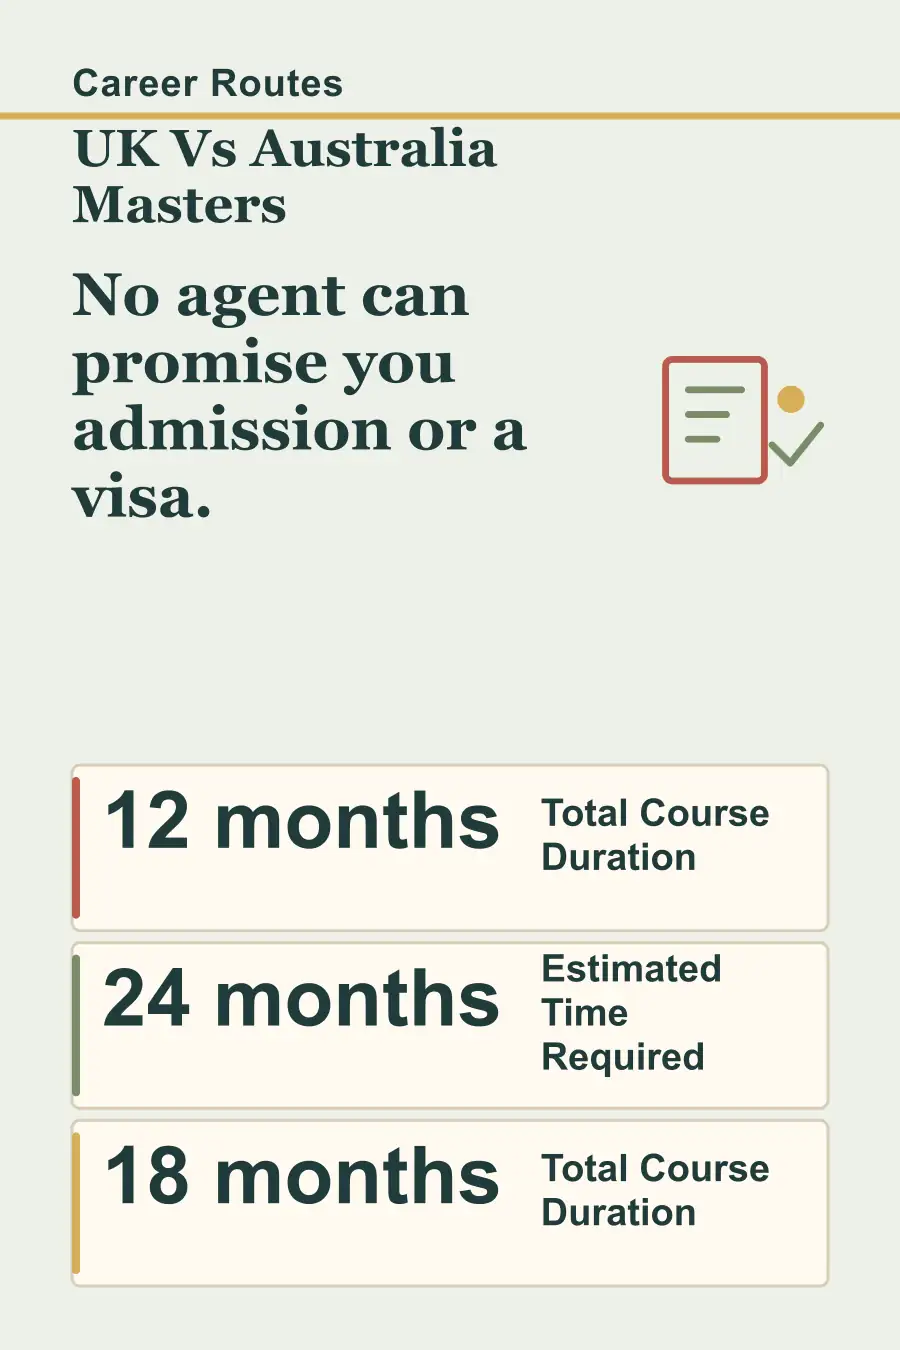 Career Routes
UK Vs Australia
Masters
No agent can
promise you
admission or a
visa.
12 months
Total Course
Duration
24 months
Estimated
Time
Required
18 months
Total Course
Duration